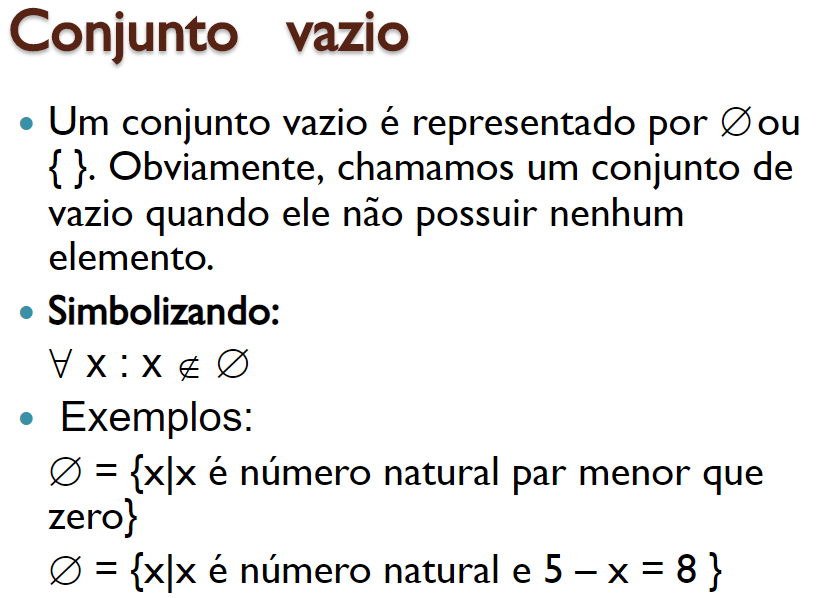 Conjunto vazio
• Um conjunto vazio é representado por ∅ ou
{ }. Obviamente, chamamos um conjunto de
vazio quando ele não possuir nenhum
elemento.
• Simbolizando:
∀ x : x ∉ ∅
• Exemplos:
∅ = {x|x é número natural par menor que
zero}
∅ = {x|x é número natural e 5 – x = 8 }